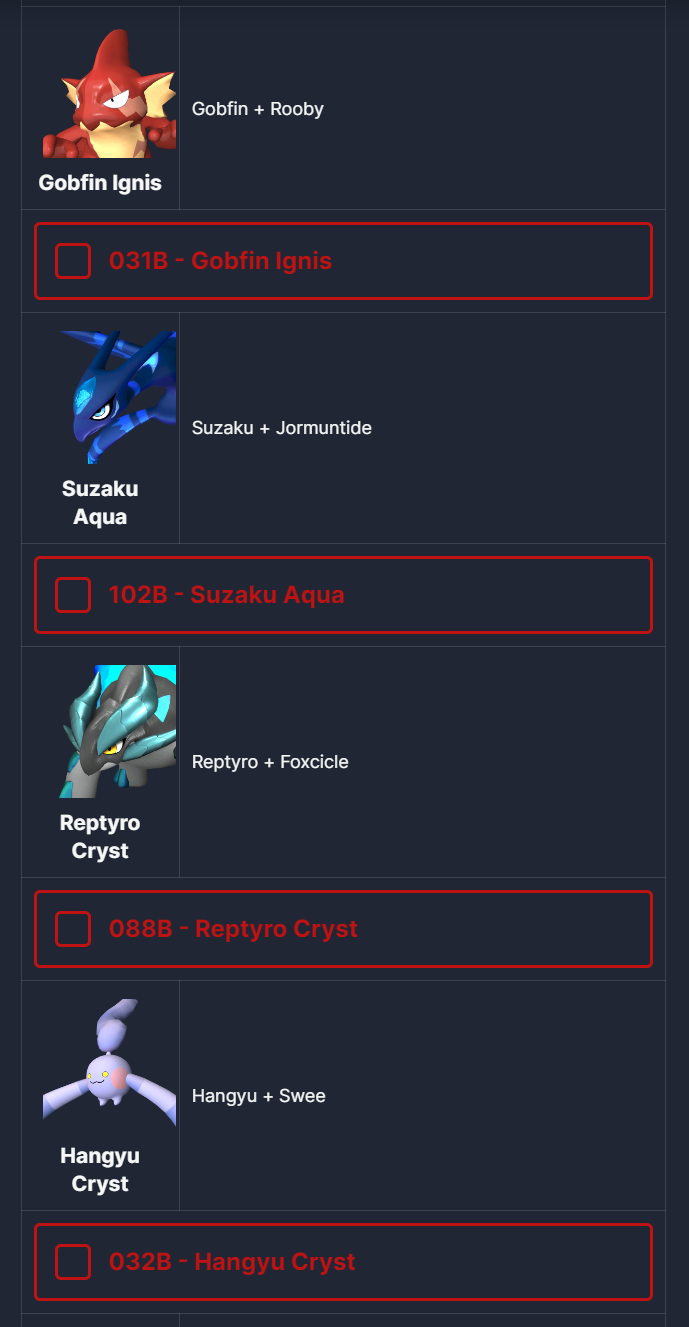 Gobfin + Rooby
Gobfin Ignis
031B - Gobfin Ignis
Suzaku + Jormuntide
Suzaku
Aqua
102B - Suzaku Aqua
Reptyro + Foxcicle
Reptyro
Cryst
088B - Reptyro Cryst
Hangyu + Swee
Hangyu
Cryst
032B - Hangyu Cryst